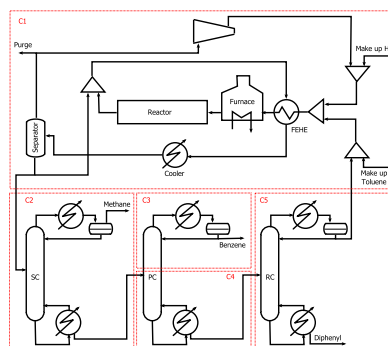 C1
Purge
Make up H
Furnace
Reactor
FEHE
Separator
Cooler
Make up
Toluene
C2
Methane
C3
C5
Benzene
C4
SC
PC
RC
Diphenyl